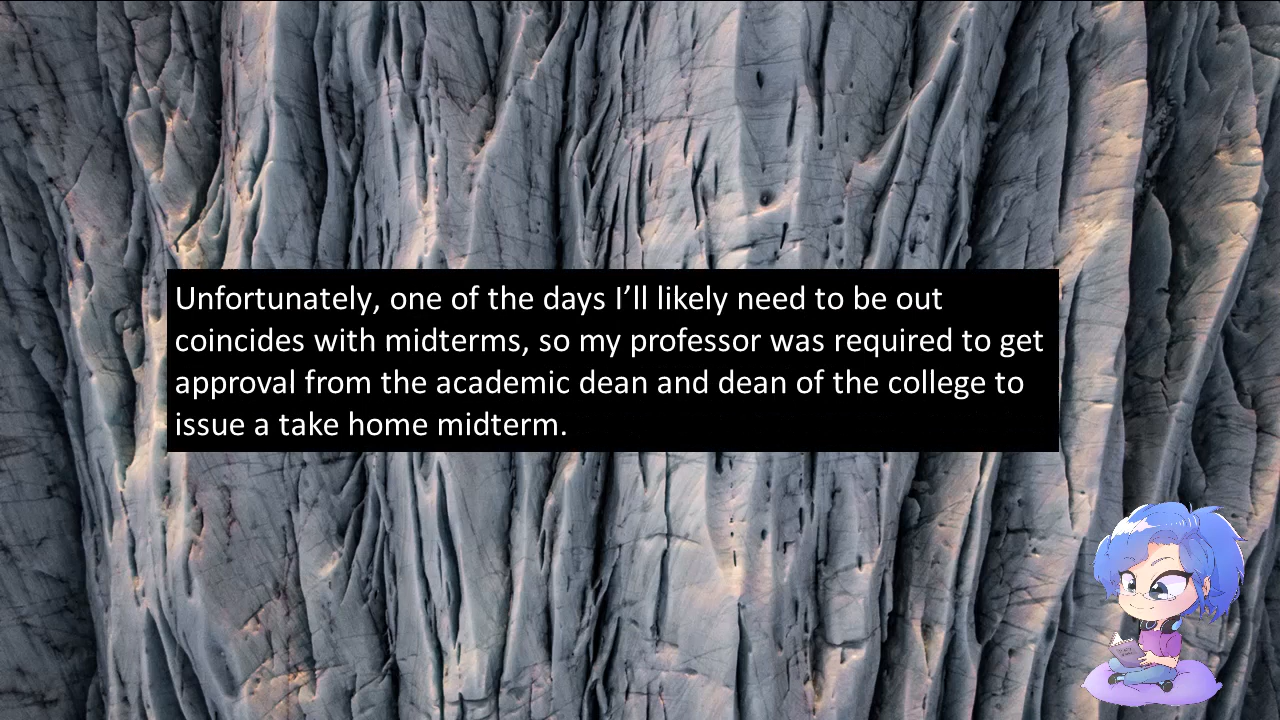 Unfortunately, one of the days I’ll likely need to be out
coincides with midterms, so my professor was required to get
approval from the academic dean and dean of the college to
issue a take home midterm.